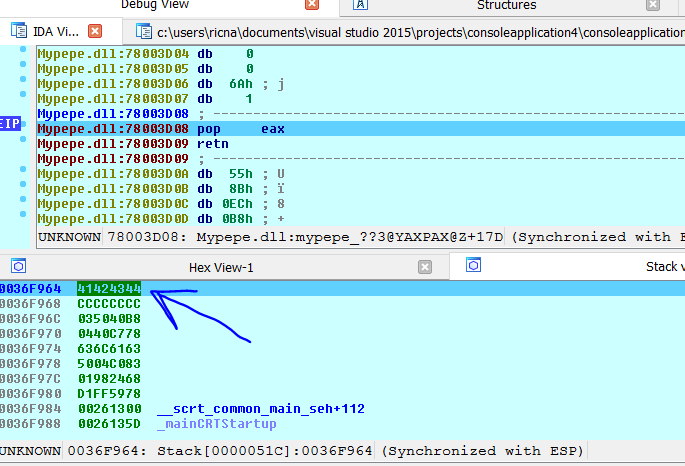 Debug View
Structures
IDA Vi...
c:\users\ricna\documents\visual studio 2015\projects\consoleapplication4\consoleapplication
Mypepe.dll:78003D04 db 0
Mypepe.dll:78003D05 db 0
Mypepe.dll:78003D06 db 6Ah ; j
Mypepe.dll:78003D07 db 1
Mypepe.dll:78003D08 ; ---------------------------------------------------------------
EIP Mypepe.dll:78003D08 pop eax
Mypepe.dll:78003D09 retn
Mypepe.dll:78003D09 ; ---------------------------------------------------------------
Mypepe.dll:78003D0A db 55h ; U
Mypepe.dll:78003D0B db 8Bh ; ï
Mypepe.dll:78003D0C db 0ECh ; 8
Mypepe.dll:78003D0D db 0B8h ; +
UNKNOWN 78003D08: Mypepe.dll:mypepe_??3@YAXPAX@Z+17D (Synchronized with E
Hex View-1
Stack v
0036F964 41424344
0036F968 CCCCCCCC
0036F96C 035040B8
0036F970 0440C778
0036F974 636C6163
0036F978 5004C083
0036F97C 01982468
0036F980 D1FF5978
0036F984 00261300 __scrt_common_main_seh+112
0036F988 0026135D _mainCRTStartup
UNKNOWN 0036F964: Stack[0000051C]:0036F964 (Synchronized with ESP)